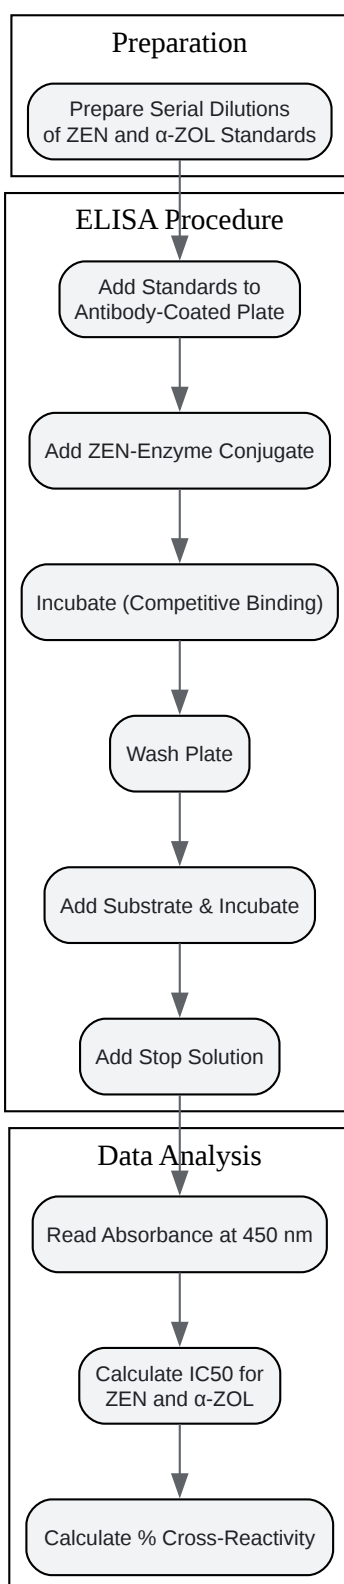 Preparation
Prepare Serial Dilutions
of ZEN and α-ZOL Standards
ELISA Procedure
Add Standards to
Antibody-Coated Plate
Add ZEN-Enzyme Conjugate
Incubate (Competitive Binding)
Wash Plate
Add Substrate & Incubate
Add Stop Solution
Data Analysis
Read Absorbance at 450 nm
Calculate IC50 for
ZEN and α-ZOL
Calculate % Cross-Reactivity